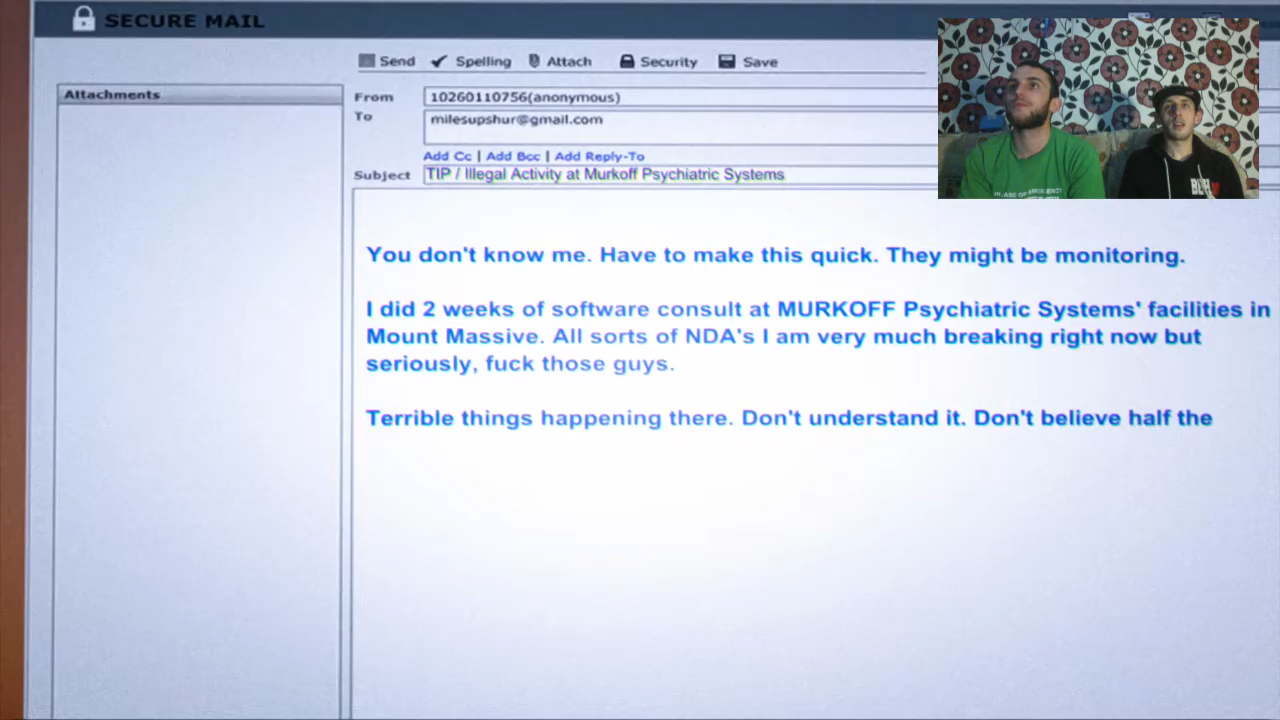 SECURE MAIL
Send Spelling Attach Security Save
Attachments
From 10260110756(anonymous)
To milesupshur@gmail.com
Add Cc | Add Bcc | Add Reply-To
Subject TIP / Illegal Activity at Murkoff Psychiatric Systems
You don't know me. Have to make this quick. They might be monitoring.
I did 2 weeks of software consult at MURKOFF Psychiatric Systems' facilities in
Mount Massive. All sorts of NDA's I am very much breaking right now but
seriously, fuck those guys.
Terrible things happening there. Don't understand it. Don't believe half the